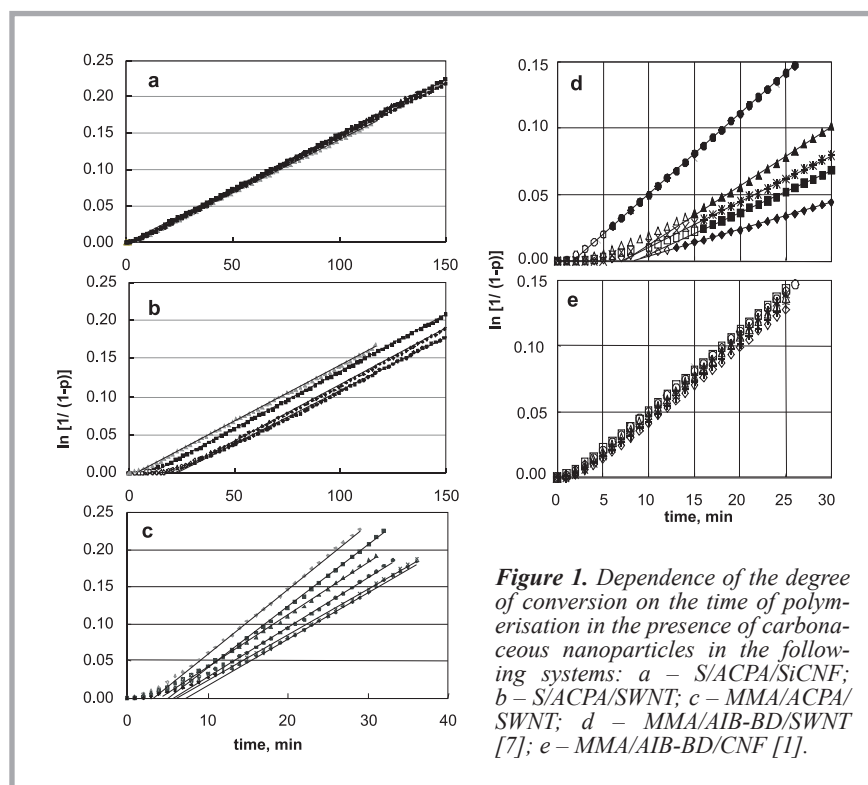 a
0.25
0.20
0.15
0.10
0.05
0.00
0 50 100 150
b
0.25
0.20
0.15
0.10
0.05
0.00
0 50 100 150
ln [1/ (1-p)]
c
0.25
0.20
0.15
0.10
0.05
0.00
0 10 20 30 40
time, min
d
0.15
0.10
0.05
0.00
e
0.15
0.10
0.05
0.00
0 5 10 15 20 25 30
ln [1/ (1-p)]
time, min
Figure 1. Dependence of the degree
of conversion on the time of polym-
erisation in the presence of carbona-
ceous nanoparticles in the follow-
ing systems: a – S/ACPA/SiCNF;
b – S/ACPA/SWNT; c – MMA/ACPA/
SWNT; d – MMA/AIB-BD/SWNT
[7]; e – MMA/AIB-BD/CNF [1].